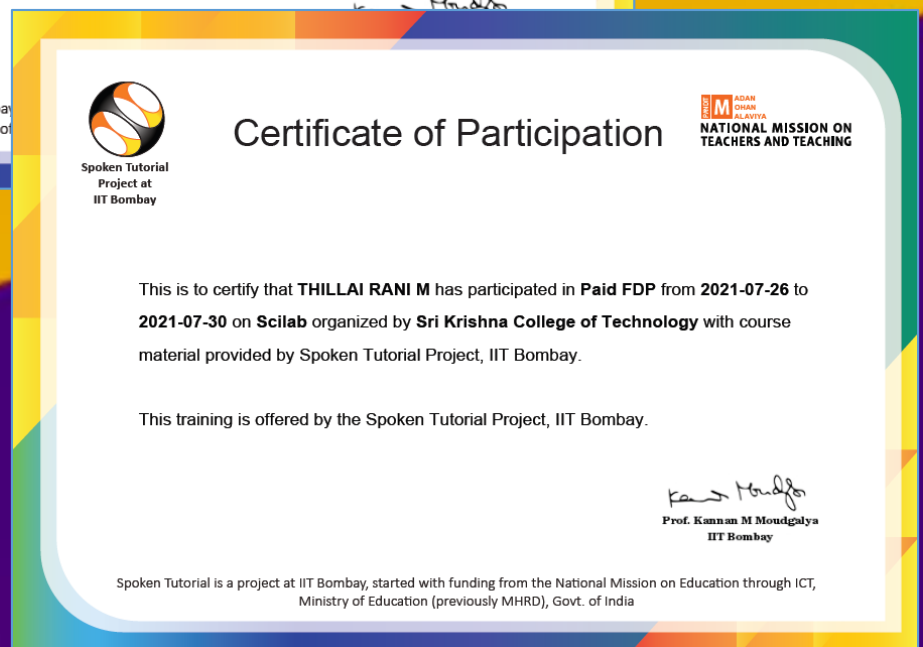 Spoken Tutorial
Project at
IIT Bombay
Certificate of Participation
PMMMNMTT
MADAN
MOHAN
MALAVIYA
NATIONAL MISSION ON
TEACHERS AND TEACHING
This is to certify that THILLAI RANI M has participated in Paid FDP from 2021-07-26 to
2021-07-30 on Scilab organized by Sri Krishna College of Technology with course
material provided by Spoken Tutorial Project, IIT Bombay.
This training is offered by the Spoken Tutorial Project, IIT Bombay.
Prof. Kannan M Moudgalya
IIT Bombay
Spoken Tutorial is a project at IIT Bombay, started with funding from the National Mission on Education through ICT,
Ministry of Education (previously MHRD), Govt. of India